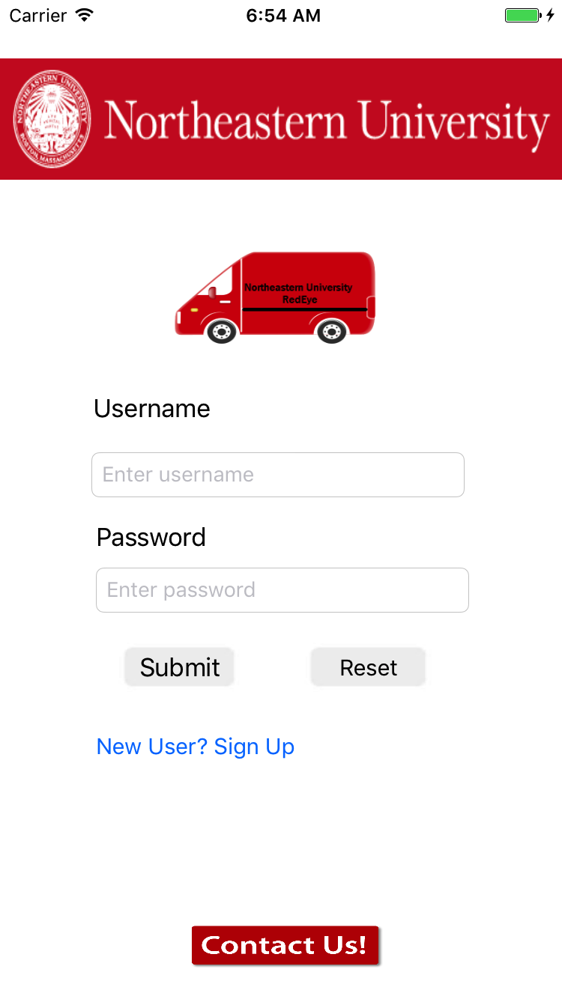 Carrier 6:54 AM
NORTHEASTERN UNIVERSITY
BOSTON, MASSACHUSETTS
Northeastern University
Northeastern University
RedEye
Username
Enter username
Password
Enter password
Submit Reset
New User? Sign Up
Contact Us!